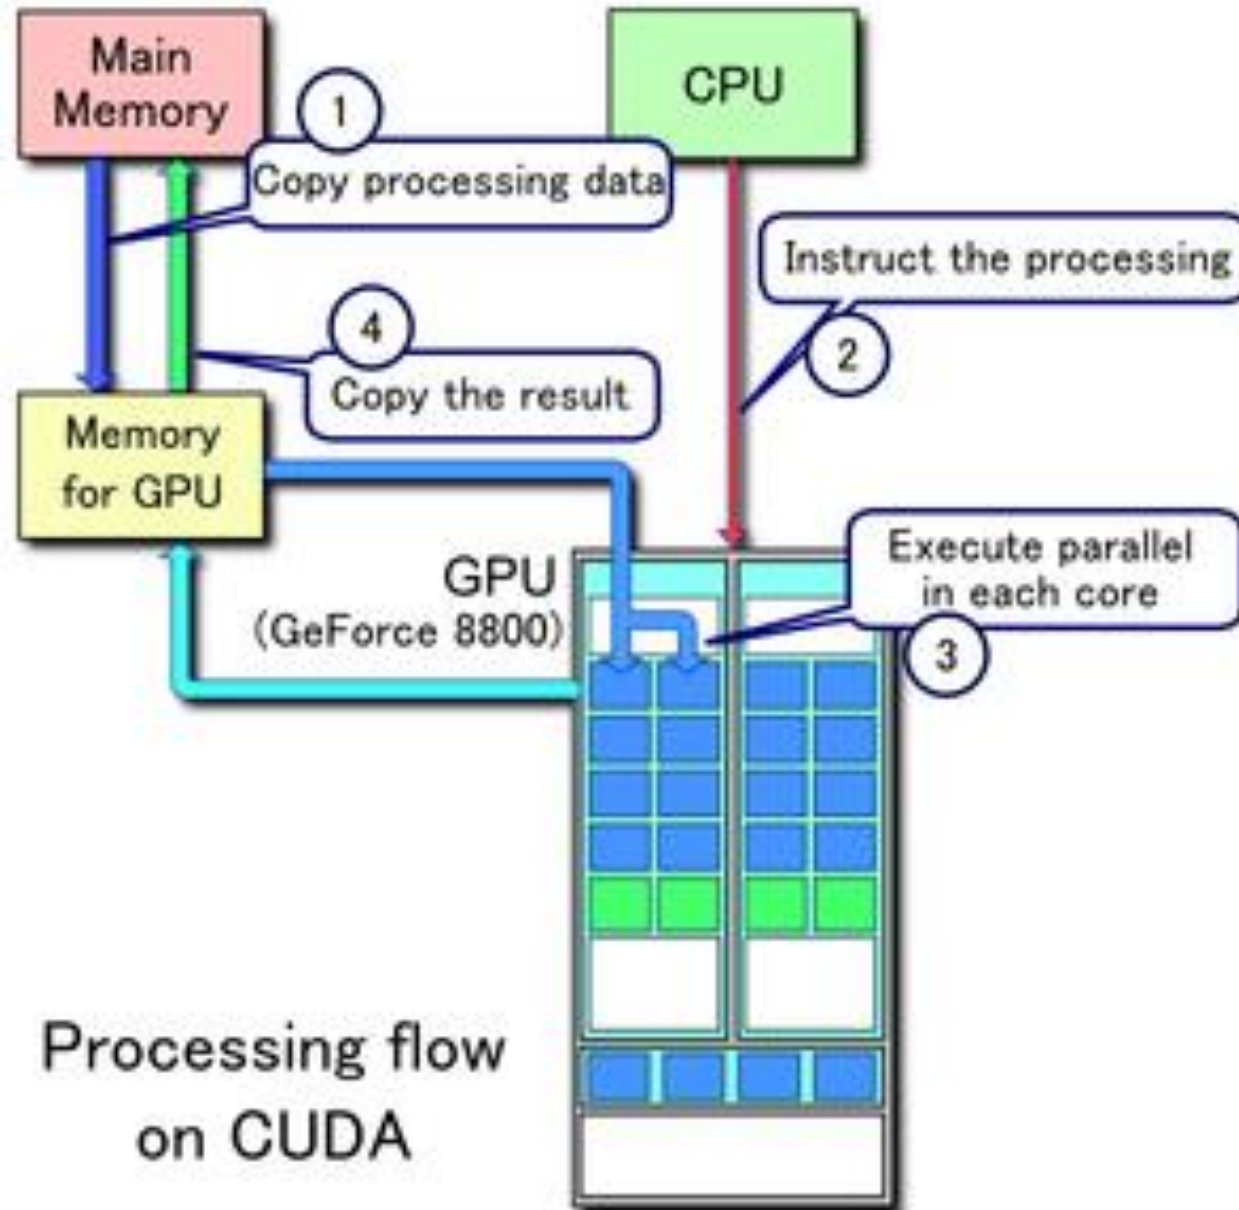 Main
Memory
CPU
1
Copy processing data
Instruct the processing
2
4
Copy the result
Memory
for GPU
GPU
(GeForce 8800)
Execute parallel
in each core
3
Processing flow
on CUDA